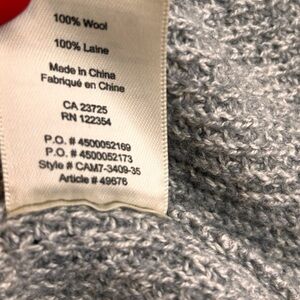 100% Wool
100% Laine
Made in China
Fabriqué en Chine
CA 23725
RN 122354
P.O. # 4500052169
P.O. # 4500052173
Style # CAM7-3409-35
Article # 49676